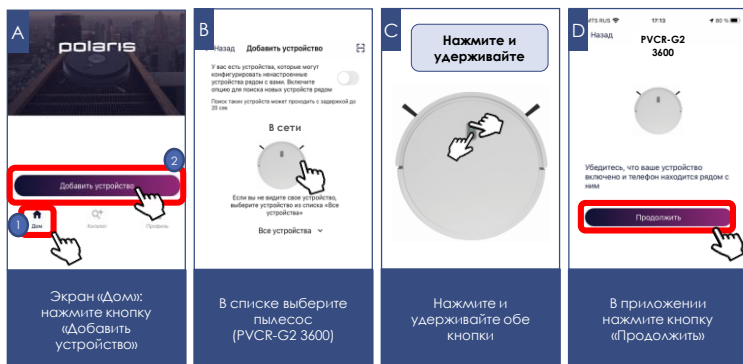 A
polaris
2
Добавить устройство
1
Дом
Каталог
Профиль
Экран «Дом»:
нажмите кнопку
«Добавить
устройство»
B
Назад
Добавить устройство
У вас есть устройства, которые могут
конфигурировать ненастроенные
устройства рядом с вами. Включите
опцию для поиска новых устройств рядом
Поиск таких устройств может проходить с задержкой до
20 сек
В сети
Если вы не видите свое устройство,
выберите устройство из списка «Все
устройства»
Все устройства
В списке выберите
пылесос
(PVCR-G2 3600)
C
Нажмите и
удерживайте
Нажмите и
удерживайте обе
кнопки
D
MTS RUS
17:13
80 %
Назад
PVCR-G2
3600
Убедитесь, что ваше устройство
включено и телефон находится рядом с
ним
Продолжить
В приложении
нажмите кнопку
«Продолжить»